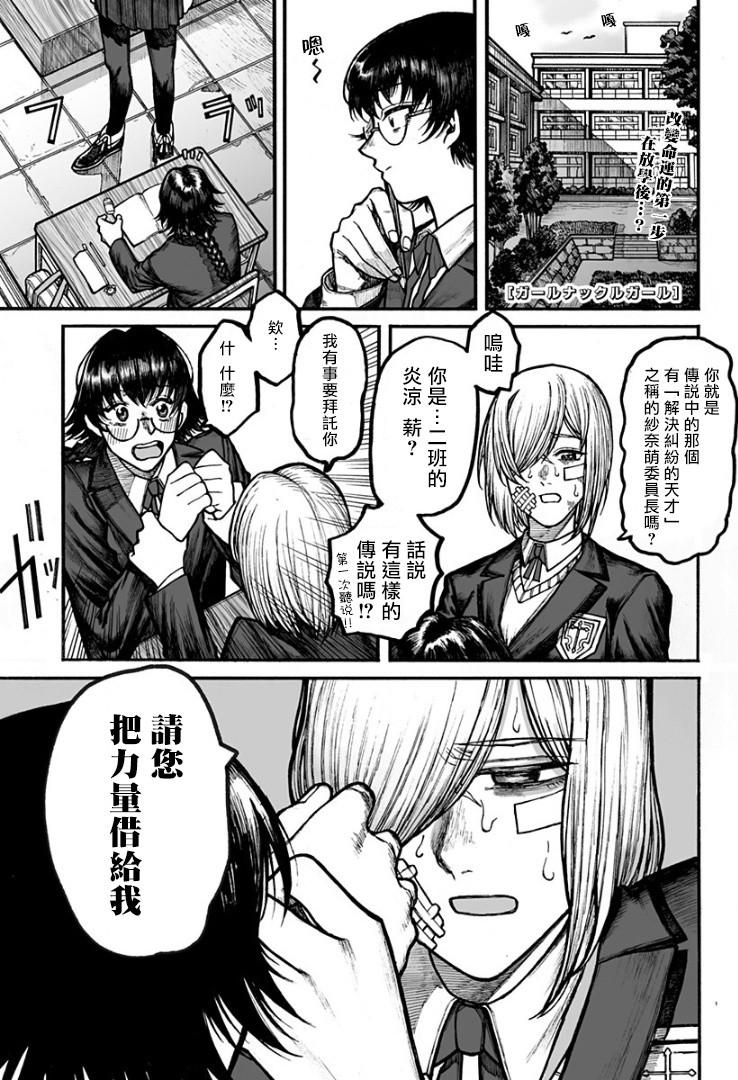 嘎
嘎
改變命運的第一步
在放學後…?
[ガールナックルガール]
嗯~
你就是
傳說中的那個
有「解決糾紛的天才」
之稱的紗奈萌委員長嗎?
嗚哇
你是…二班的
炎涼 薪?
話說
有這樣的
傳說嗎!?
第一次聽说!!
我有事要拜託你
欸…
什 什麼!?
請您
把力量借給我